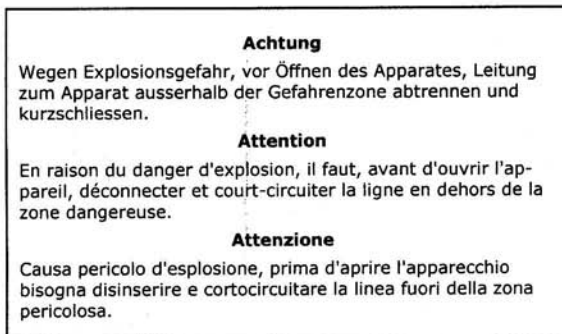 Achtung
Wegen Explosionsgefahr, vor Öffnen des Apparates, Leitung
zum Apparat ausserhalb der Gefahrenzone abtrennen und
kurzschliessen.
Attention
En raison du danger d'explosion, il faut, avant d'ouvrir l'ap-
pareil, déconnecter et court-circuiter la ligne en dehors de la
zone dangereuse.
Attenzione
Causa pericolo d'esplosione, prima d'aprire l'apparecchio
bisogna disinserire e cortocircuitare la linea fuori della zona
pericolosa.